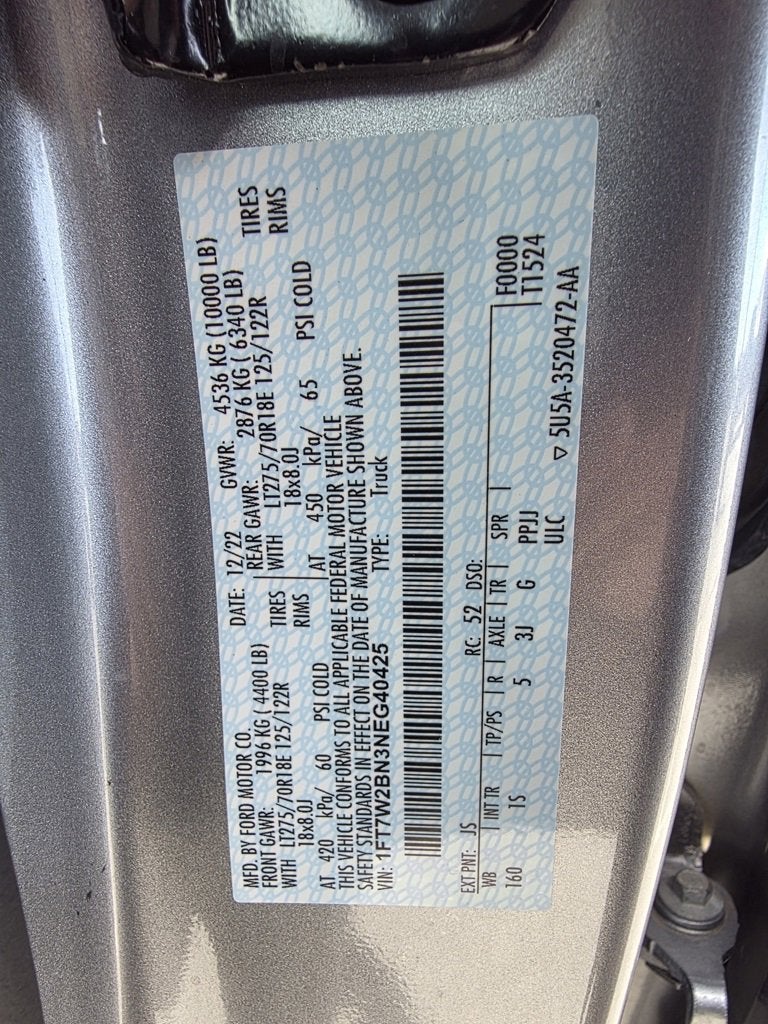 MFD. BY FORD MOTOR CO. DATE: 12/22 GVWR: 4536 KG (10000 LB)
FRONT GAWR: 1996 KG ( 4400 LB) REAR GAWR: 2876 KG ( 6340 LB)
WITH LT275/70R18E 125/122R TIRES WITH LT275/70R18E 125/122R TIRES
18x8.0J RIMS 18x8.0J RIMS
AT 420 kPa/ 60 PSI COLD AT 450 kPa/ 65 PSI COLD
THIS VEHICLE CONFORMS TO ALL APPLICABLE FEDERAL MOTOR VEHICLE
SAFETY STANDARDS IN EFFECT ON THE DATE OF MANUFACTURE SHOWN ABOVE.
VIN: 1FT7W2BN3NEG40425 TYPE: Truck
EXT PNT: JS RC: 52 DSO:
WB INT TR TP/PS R AXLE TR SPR F0000
160 1S 5 3J G PPJJ T1524
ULC ▽ 5U5A-3520472-AA